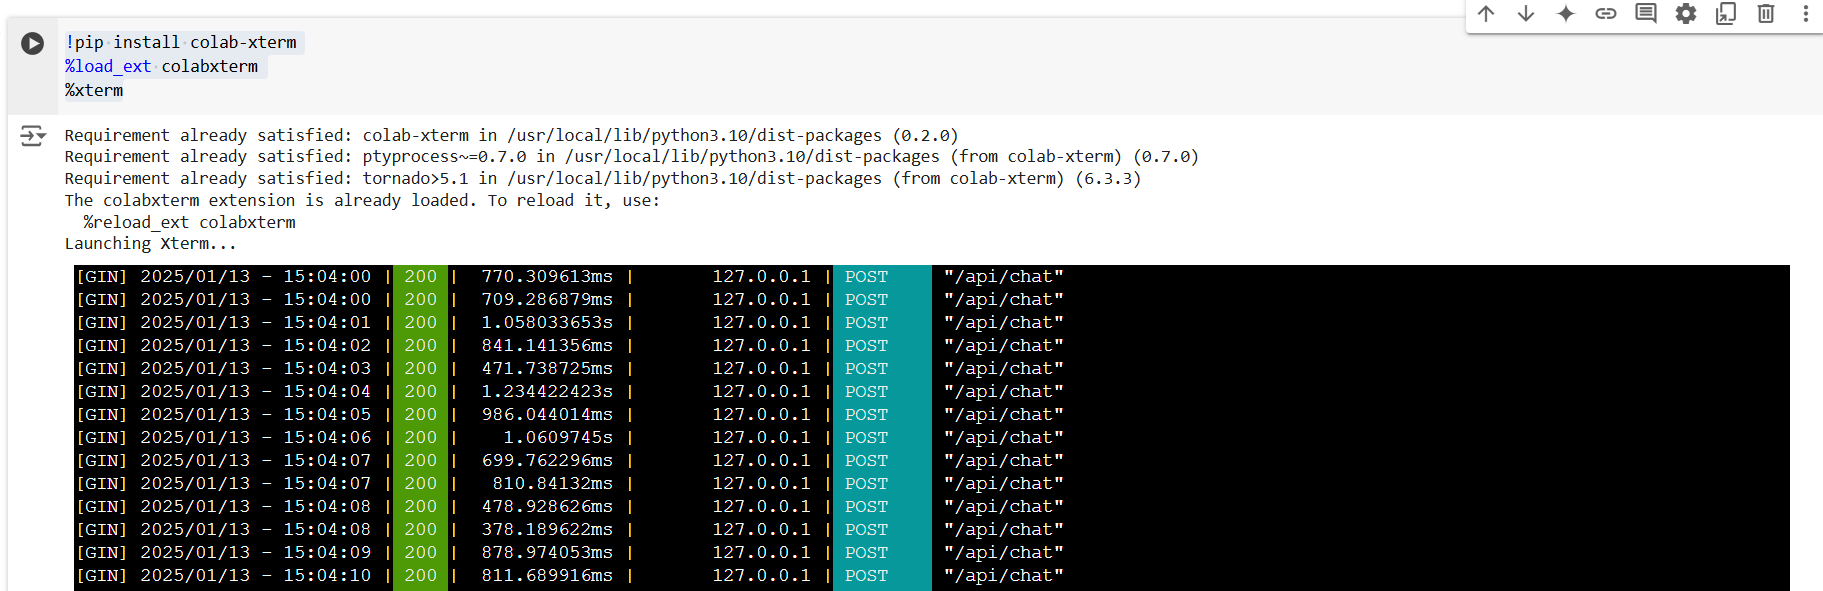 !pip install colab-xterm
%load_ext colabxterm
%xterm
Requirement already satisfied: colab-xterm in /usr/local/lib/python3.10/dist-packages (0.2.0)
Requirement already satisfied: ptyprocess~=0.7.0 in /usr/local/lib/python3.10/dist-packages (from colab-xterm) (0.7.0)
Requirement already satisfied: tornado>5.1 in /usr/local/lib/python3.10/dist-packages (from colab-xterm) (6.3.3)
The colabxterm extension is already loaded. To reload it, use:
  %reload_ext colabxterm
Launching Xterm...
[GIN] 2025/01/13 - 15:04:00 | 200 |  770.309613ms |       127.0.0.1 | POST     "/api/chat"
[GIN] 2025/01/13 - 15:04:00 | 200 |  709.286879ms |       127.0.0.1 | POST     "/api/chat"
[GIN] 2025/01/13 - 15:04:01 | 200 |  1.058033653s |       127.0.0.1 | POST     "/api/chat"
[GIN] 2025/01/13 - 15:04:02 | 200 |  841.141356ms |       127.0.0.1 | POST     "/api/chat"
[GIN] 2025/01/13 - 15:04:03 | 200 |  471.738725ms |       127.0.0.1 | POST     "/api/chat"
[GIN] 2025/01/13 - 15:04:04 | 200 |  1.234422423s |       127.0.0.1 | POST     "/api/chat"
[GIN] 2025/01/13 - 15:04:05 | 200 |  986.044014ms |       127.0.0.1 | POST     "/api/chat"
[GIN] 2025/01/13 - 15:04:06 | 200 |    1.0609745s |       127.0.0.1 | POST     "/api/chat"
[GIN] 2025/01/13 - 15:04:07 | 200 |  699.762296ms |       127.0.0.1 | POST     "/api/chat"
[GIN] 2025/01/13 - 15:04:07 | 200 |   810.84132ms |       127.0.0.1 | POST     "/api/chat"
[GIN] 2025/01/13 - 15:04:08 | 200 |  478.928626ms |       127.0.0.1 | POST     "/api/chat"
[GIN] 2025/01/13 - 15:04:08 | 200 |  378.189622ms |       127.0.0.1 | POST     "/api/chat"
[GIN] 2025/01/13 - 15:04:09 | 200 |  878.974053ms |       127.0.0.1 | POST     "/api/chat"
[GIN] 2025/01/13 - 15:04:10 | 200 |  811.689916ms |       127.0.0.1 | POST     "/api/chat"